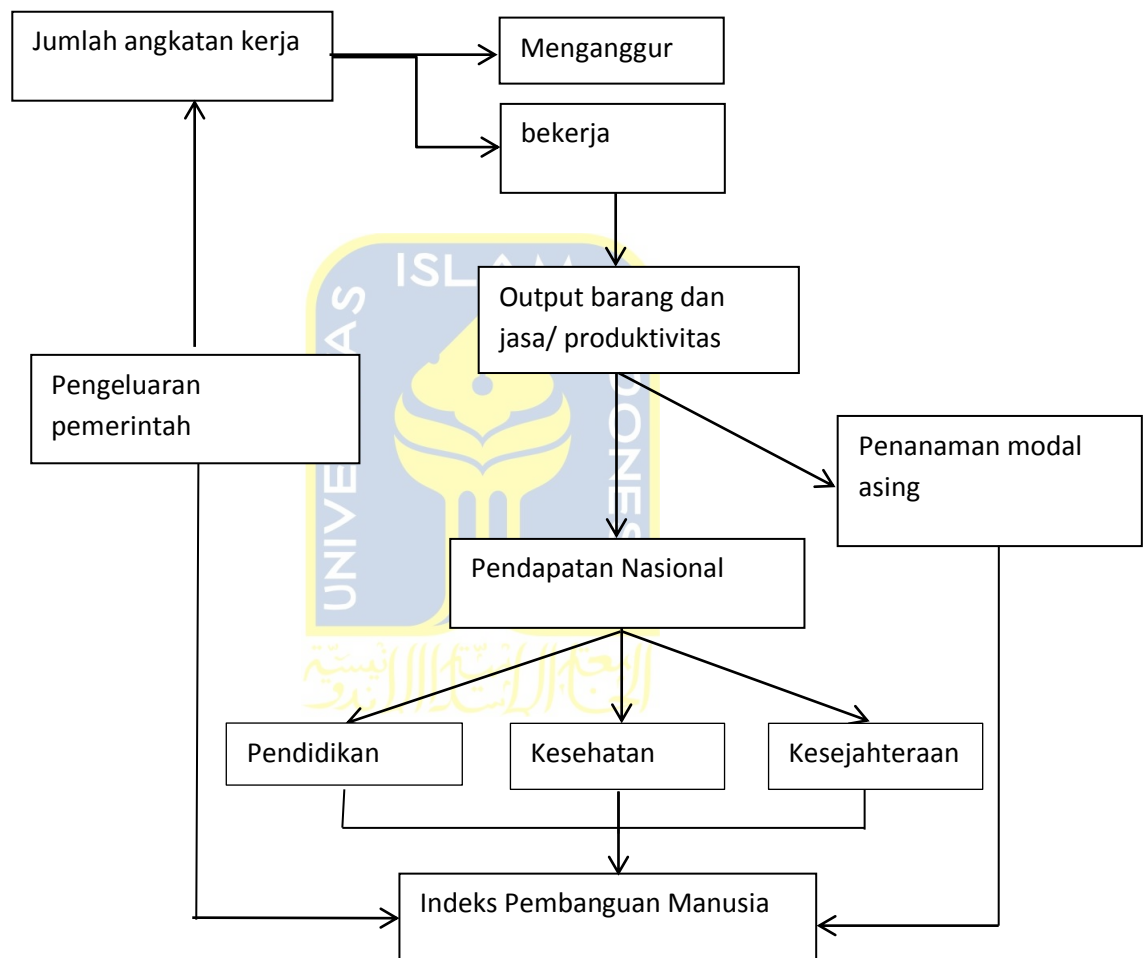 Jumlah angkatan kerja
Menganggur
bekerja
Output barang dan
jasa/ produktivitas
Pengeluaran
pemerintah
Penanaman modal
asing
Pendapatan Nasional
Pendidikan
Kesehatan
Kesejahteraan
Indeks Pembanguan Manusia